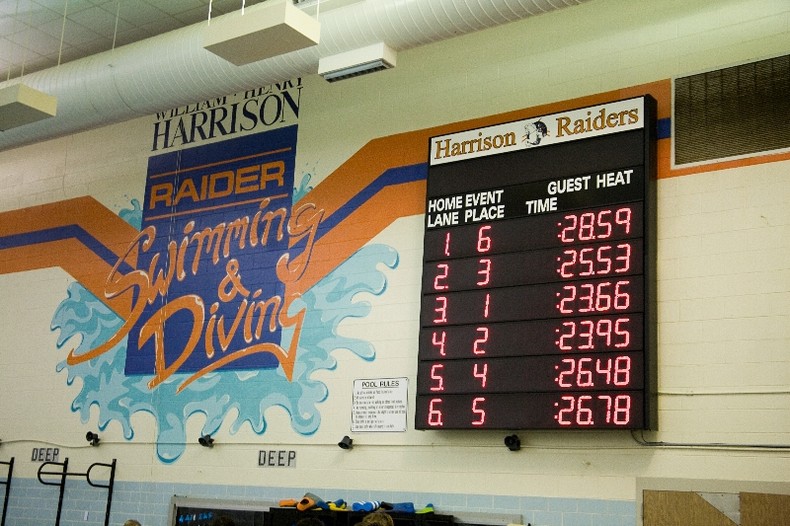 WILLIAM HENRY
HARRISON
RAIDER
Swimming
&
Diving
Harrison Raiders
HOME EVENT GUEST HEAT
LANE PLACE TIME
1. 6 :28.59
2. 3 :25.53
3. 1 :23.66
4. 2 :23.95
5. 4 :26.48
6. 5 :26.78
POOL RULES
DEEP
DEEP